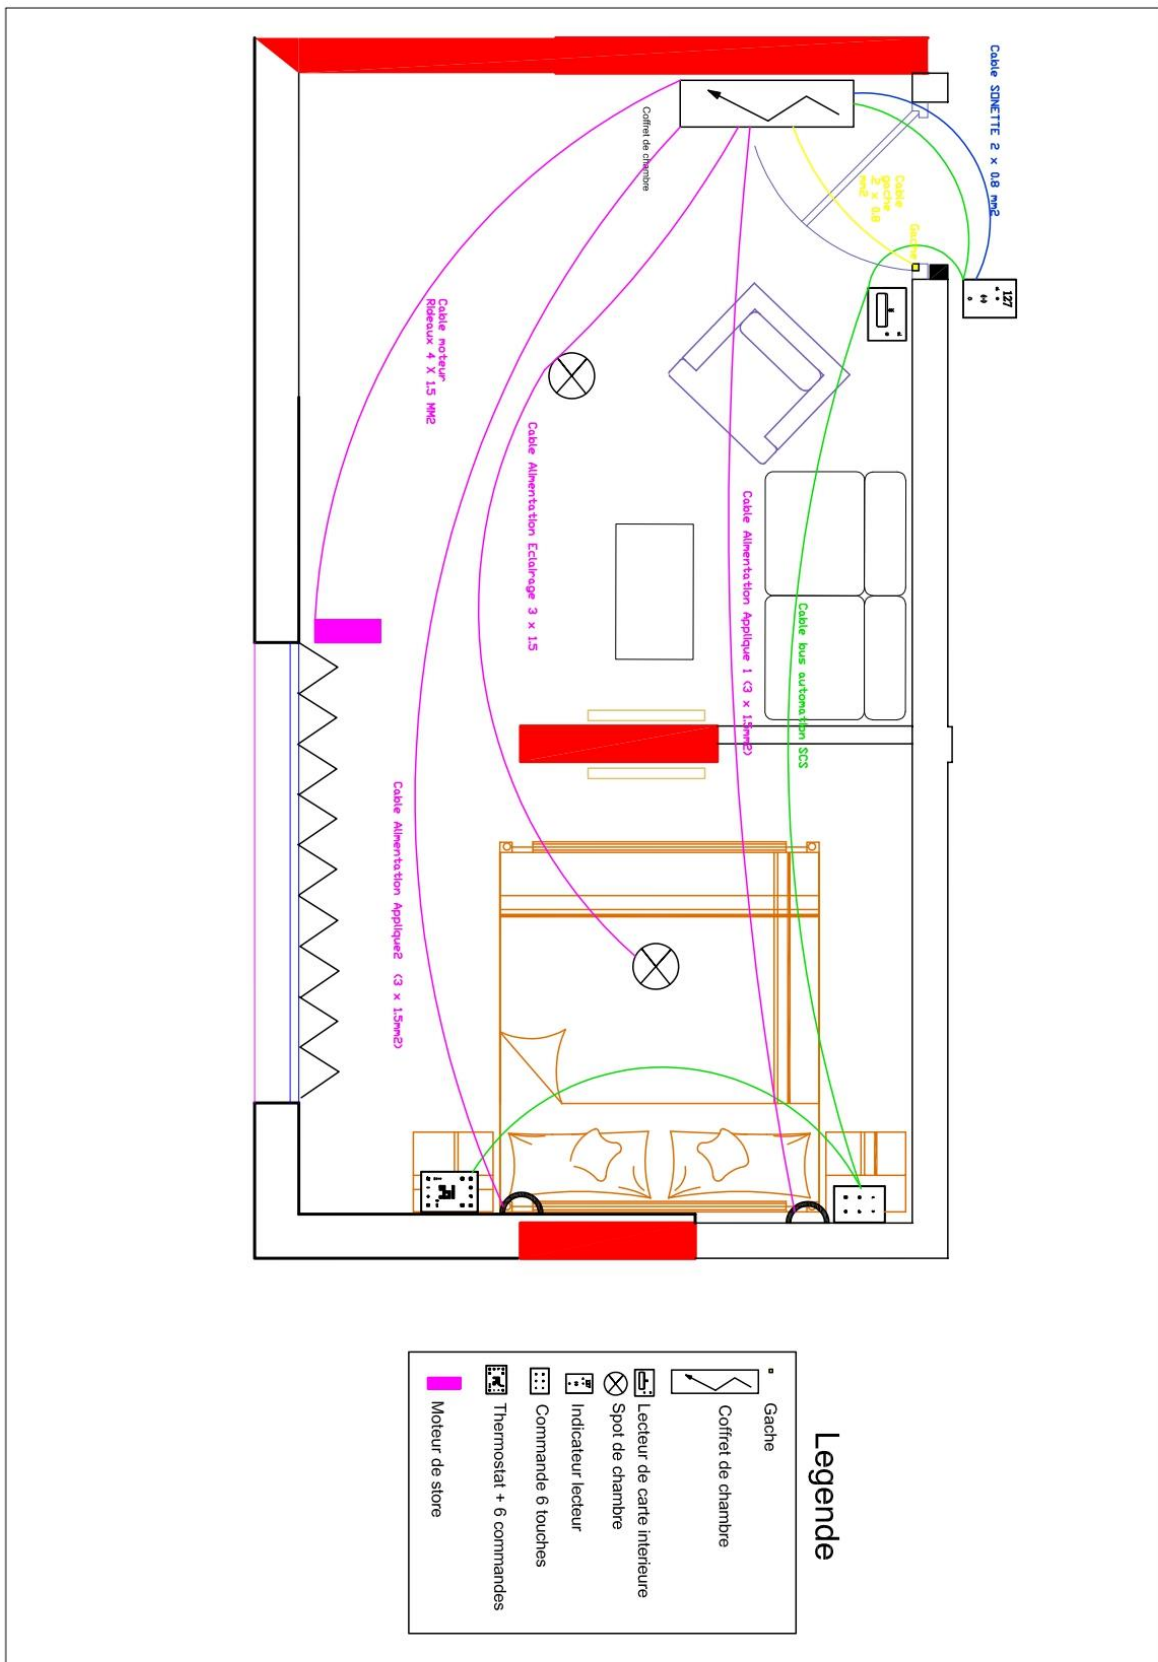 Cable SONETTE 2 x 0.8 mm2
127
Cable
gache
2 x 0.8
mm2
Gache
Coffret de chambre
Cable moteur
Rideaux 4 X 1.5 MM2
Cable Alimentation Eclairage 3 x 1.5
Cable Alimentation Applique 1 (3 x 1.5mm2)
Cable bus automation SCS
Cable Alimentation Applique2 (3 x 1.5mm2)
Legende
Gache
Coffret de chambre
Lecteur de carte interieure
Spot de chambre
Indicateur lecteur
Commande 6 touches
Thermostat + 6 commandes
Moteur de store